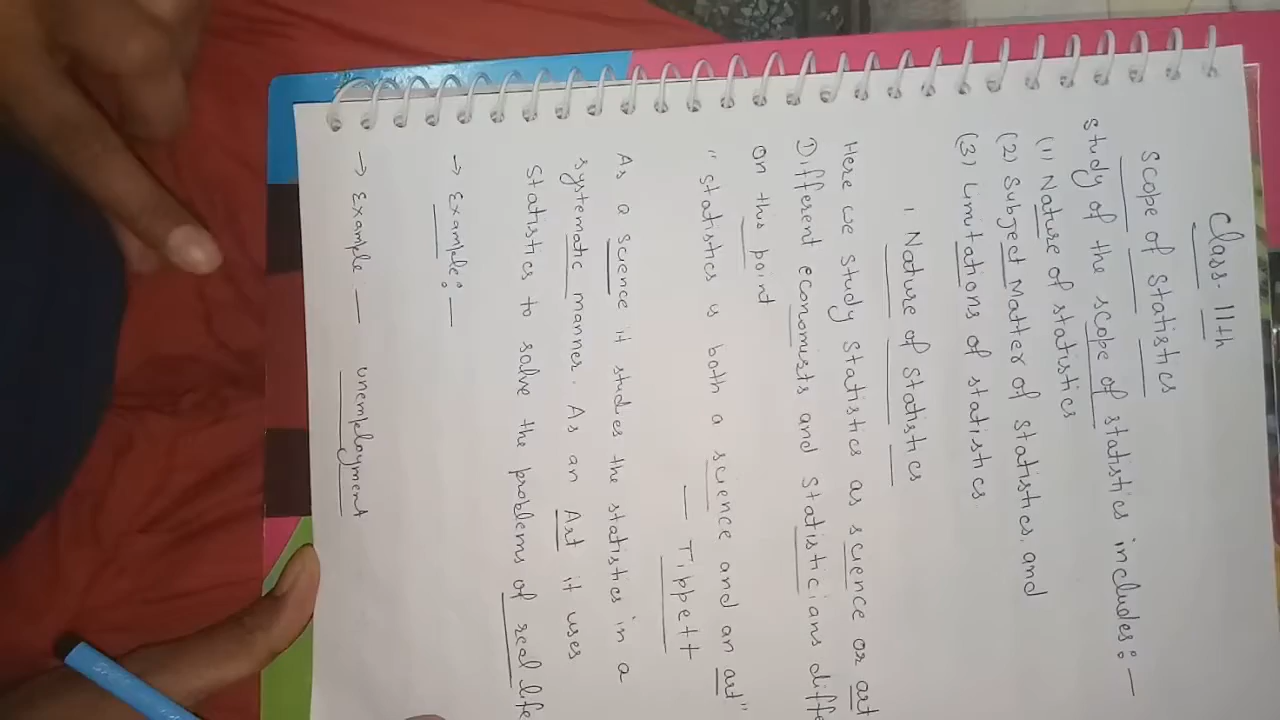 Class- 11th
Scope of Statistics
Study of the scope of statistics includes:—
(1) Nature of statistics
(2) Subject Matter of Statistics, and
(3) Limitations of statistics
1. Nature of Statistics
Here we study Statistics as science or art
Different economists and Statisticians diffe
on this point
"Statistics is both a science and an art"
— Tippett
As a science it studies the statistics in a
systematic manner. As an Art it uses
Statistics to solve the problems of real life
→ Example:—
→ Example:— unemployment